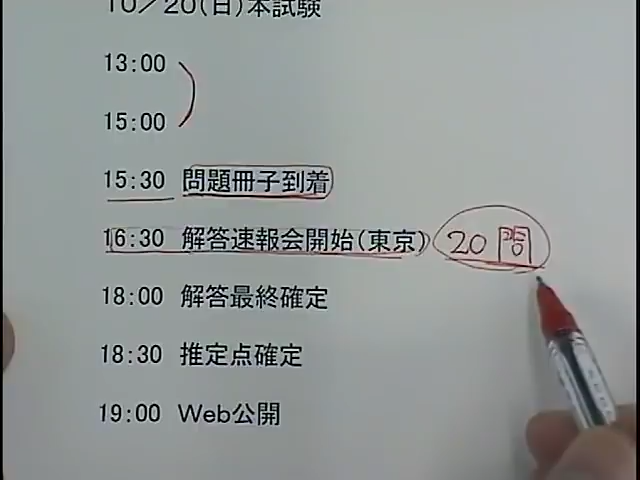 10／20(日)本試験
13:00
15:00
15:30 問題冊子到着
16:30 解答速報会開始(東京) 20問
18:00 解答最終確定
18:30 推定点確定
19:00 Web公開